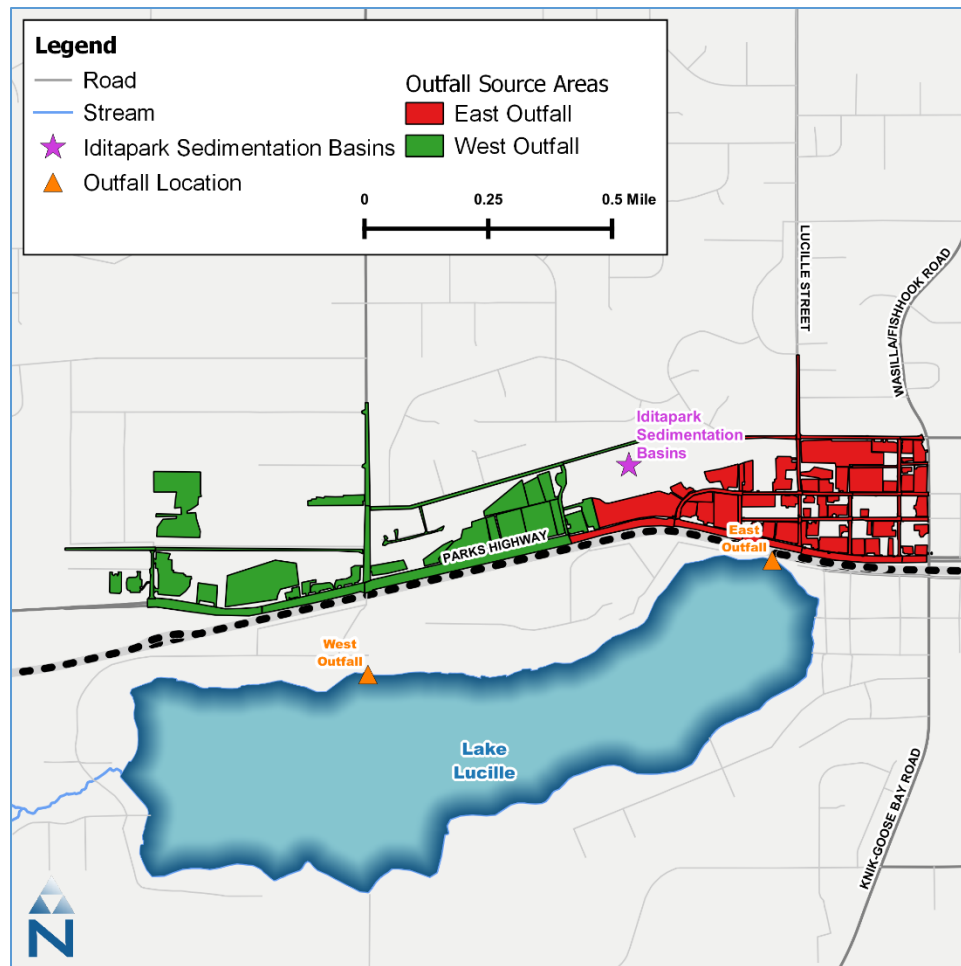 Legend
Road
Stream
Iditapark Sedimentation Basins
Outfall Location
Outfall Source Areas
East Outfall
West Outfall
0 0.25 0.5 Mile
LUCILLE STREET
WASILLA/FISHHOOK ROAD
Iditapark
Sedimentation
Basins
PARKS HIGHWAY
East
Outfall
West
Outfall
Lake
Lucille
KNIK-GOOSE BAY ROAD
N